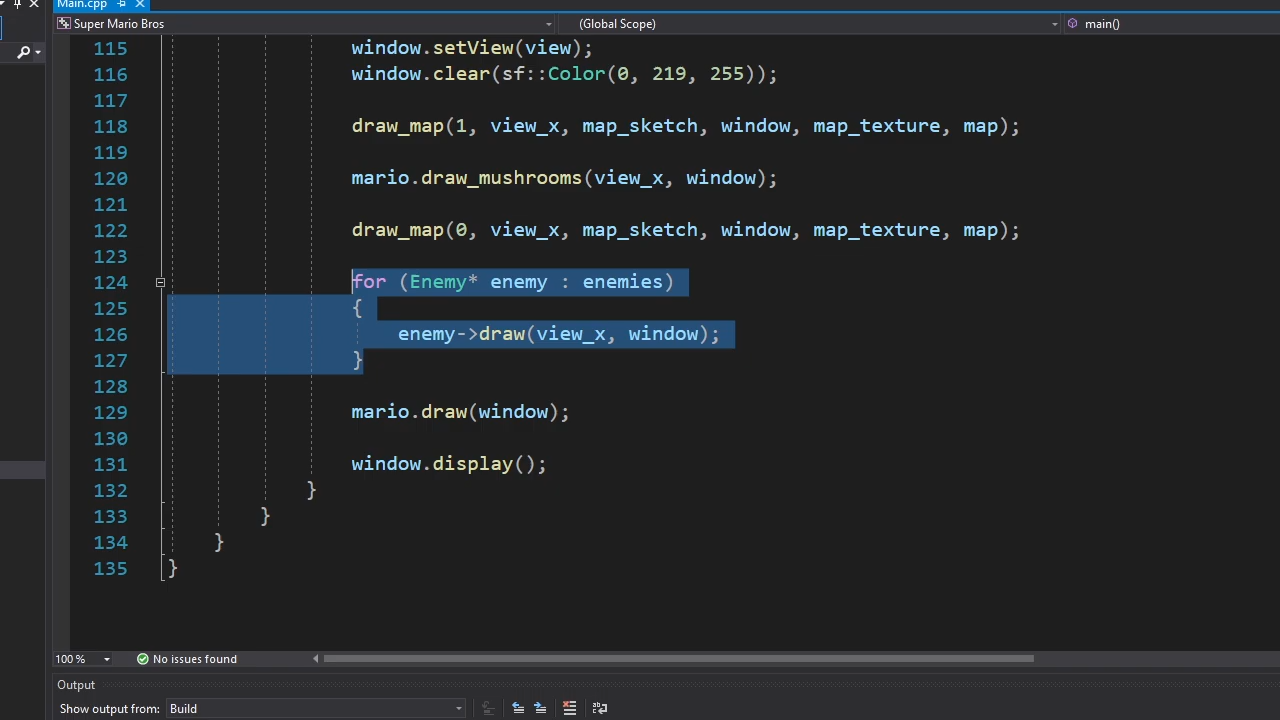 Main.cpp
Super Mario Bros (Global Scope) main()
115 window.setView(view);
116 window.clear(sf::Color(0, 219, 255));
117
118 draw_map(1, view_x, map_sketch, window, map_texture, map);
119
120 mario.draw_mushrooms(view_x, window);
121
122 draw_map(0, view_x, map_sketch, window, map_texture, map);
123
124 for (Enemy* enemy : enemies)
125 {
126 enemy->draw(view_x, window);
127 }
128
129 mario.draw(window);
130
131 window.display();
132 }
133 }
134 }
135 }
100 % No issues found
Output
Show output from: Build